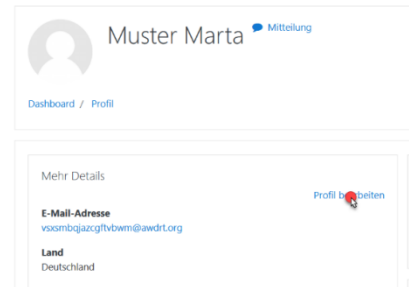 Muster Marta Mitteilung
Dashboard / Profil
Mehr Details
Profil bearbeiten
E-Mail-Adresse
vsxsmbqjazcgftvbwm@awdrt.org
Land
Deutschland